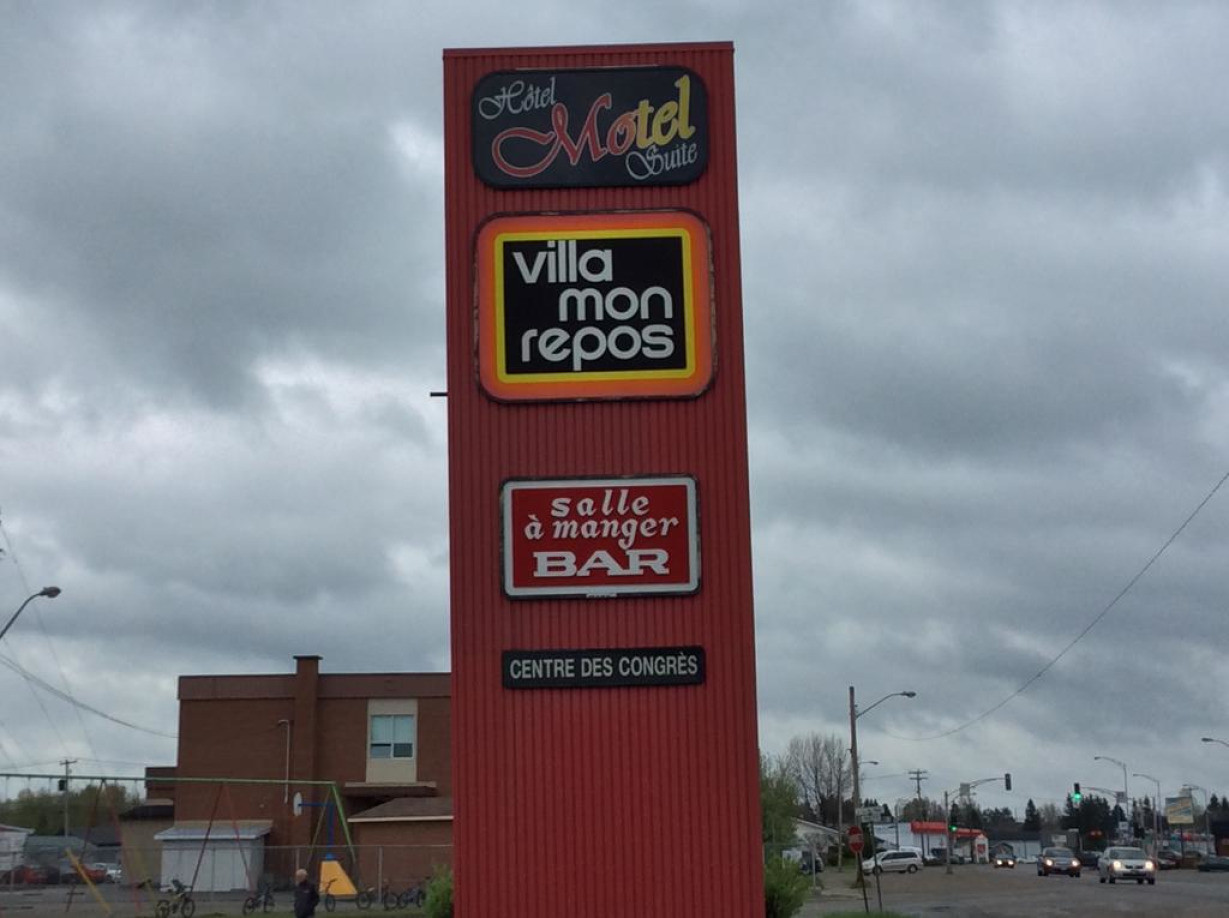 Hôtel
Motel
Suite
villa
mon
repos
salle
à manger
BAR
CENTRE DES CONGRÈS